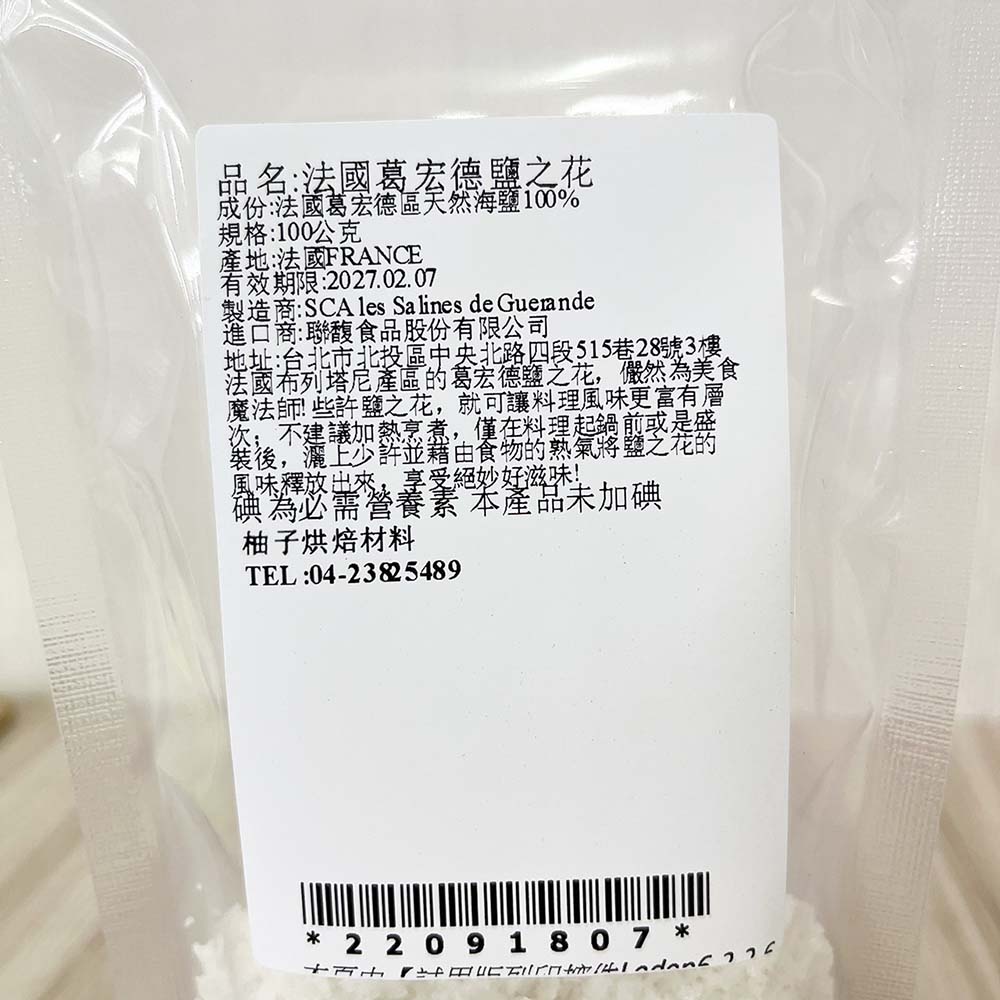 品名:法國葛宏德鹽之花
成份:法國葛宏德區天然海鹽100%
規格:100公克
產地:法國FRANCE
有效期限:2027.02.07
製造商:SCA les Salines de Guerande
進口商:聯馥食品股份有限公司
地址:台北市北投區中央北路四段515巷28號3樓
法國布列塔尼產區的葛宏德鹽之花, 儼然為美食
魔法師!些許鹽之花, 就可讓料理風味更富有層
次; 不建議加熱烹煮, 僅在料理起鍋前或是盛
裝後, 灑上少許並藉由食物的熱氣將鹽之花的
風味釋放出來, 享受絕妙好滋味!
碘為必需營養素 本產品未加碘
柚子烘焙材料
TEL:04-23825489
*22091807*